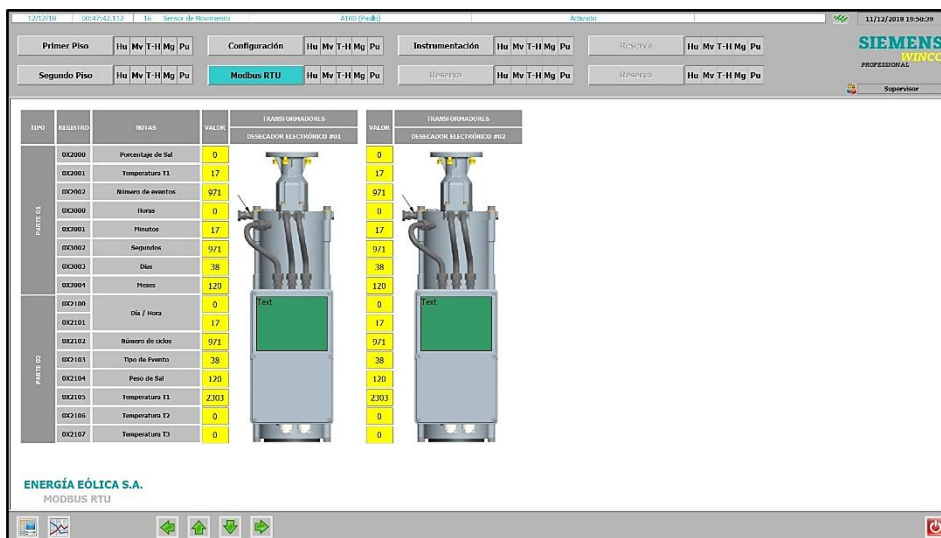 12/12/18 00:47:42.112 16 Sensor de Movimiento A100 (Pasillo) Activado 11/12/2018 19:50:39
Primer Piso Hu Mv T-H Mg Pu Configuración Hu Mv T-H Mg Pu Instrumentación Hu Mv T-H Mg Pu Reserva Hu Mv T-H Mg Pu
SIEMENS
WINCC
PROFESSIONAL
Segundo Piso Hu Mv T-H Mg Pu Modbus RTU Hu Mv T-H Mg Pu Reserva Hu Mv T-H Mg Pu Reserva Hu Mv T-H Mg Pu
Supervisor
TIPO REGISTRO NOTAS VALOR TRANSFORMADORES VALOR TRANSFORMADORES
DESECADOR ELECTRÓNICO #01 DESECADOR ELECTRÓNICO #02
PARTE 01
0X2000 Porcentaje de Sal 0 0
0X2001 Temperatura T1 17 17
0X2002 Número de eventos 971 971
0X3000 Horas 0 0
0X3001 Minutos 17 17
0X3002 Segundos 971 971
0X3003 Días 38 38
0X3004 Meses 120 120
PARTE 02
0X2100 Día / Hora 0 Text 0 Text
0X2101 17 17
0X2102 Número de ciclos 971 971
0X2103 Tipo de Evento 38 38
0X2104 Peso de Sal 120 120
0X2105 Temperatura T1 2303 2303
0X2106 Temperatura T2 0 0
0X2107 Temperatura T3 0 0
ENERGÍA EÓLICA S.A.
MODBUS RTU